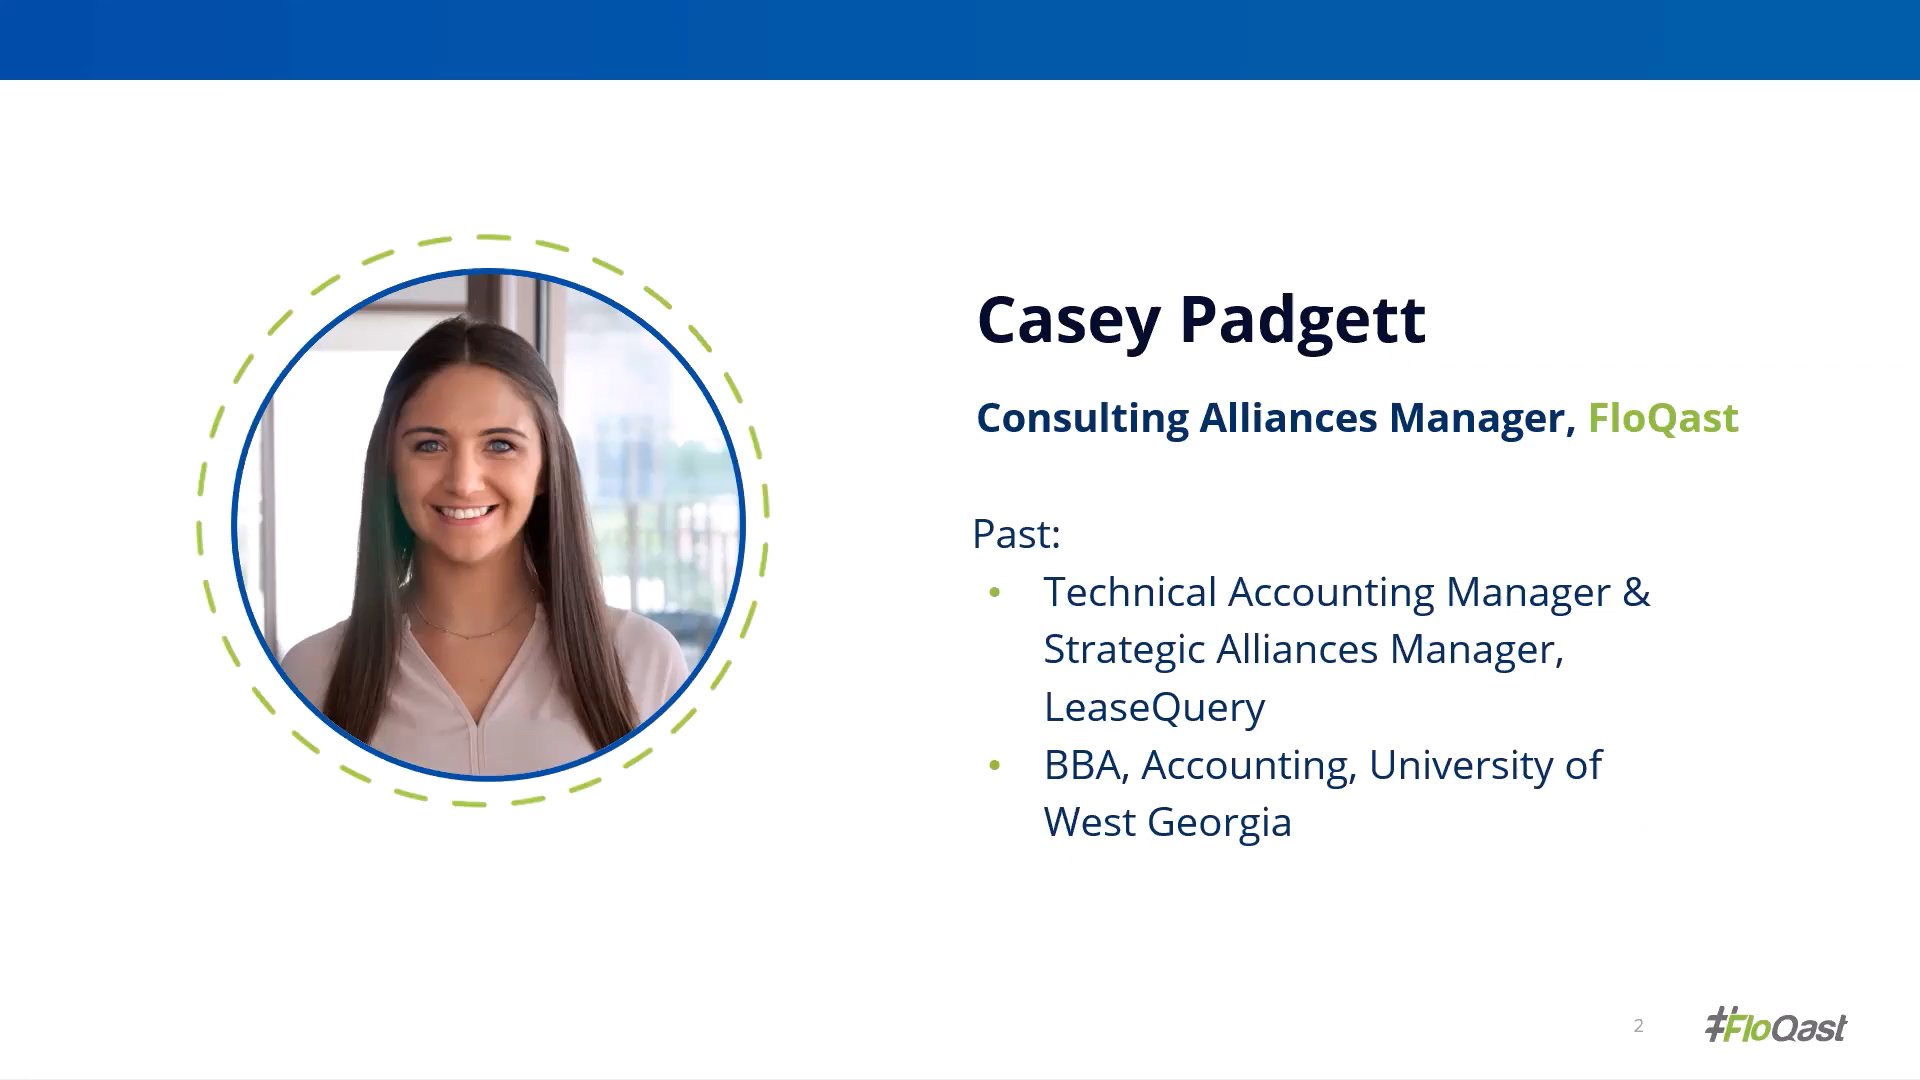 Casey Padgett
Consulting Alliances Manager, FloQast
Past:
• Technical Accounting Manager &
Strategic Alliances Manager,
LeaseQuery
• BBA, Accounting, University of
West Georgia
2
#FloQast